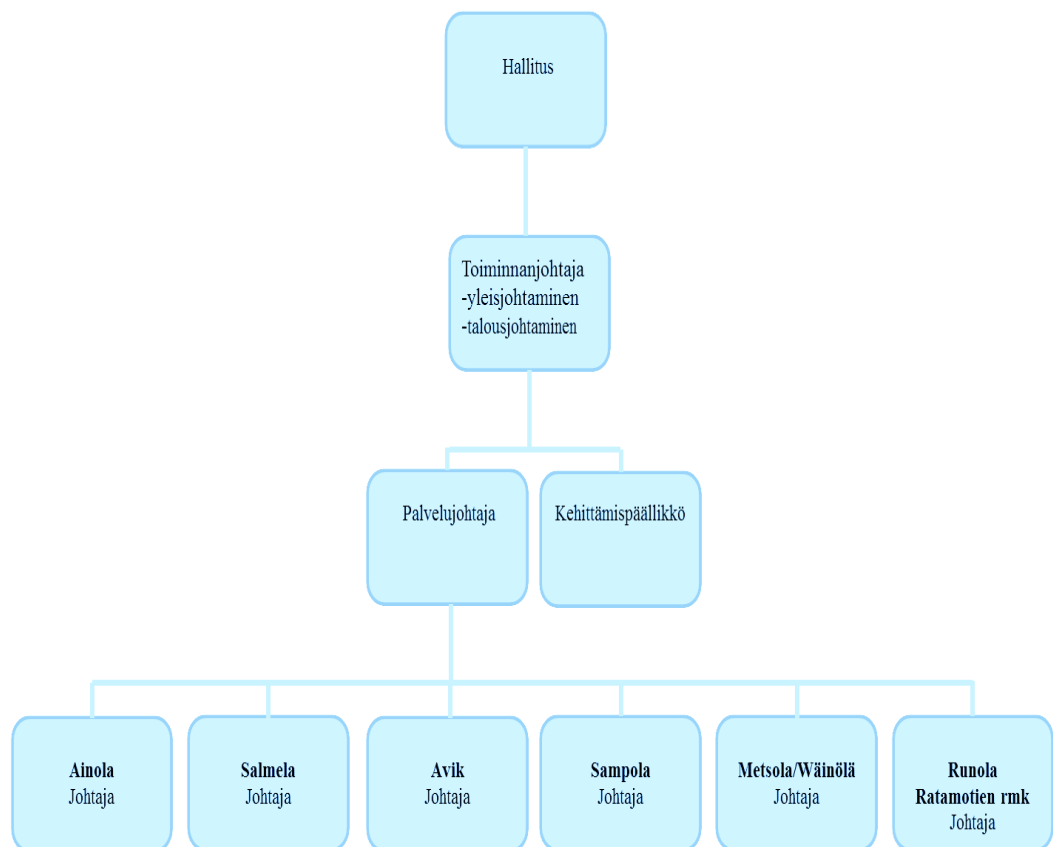 Hallitus
Toiminnanjohtaja
-yleisjohtaminen
-talousjohtaminen
Palvelujohtaja
Kehittämispäällikkö
Ainola
Johtaja
Salmela
Johtaja
Avik
Johtaja
Sampola
Johtaja
Metsola/Wäinölä
Johtaja
Runola
Ratamotien rmk
Johtaja